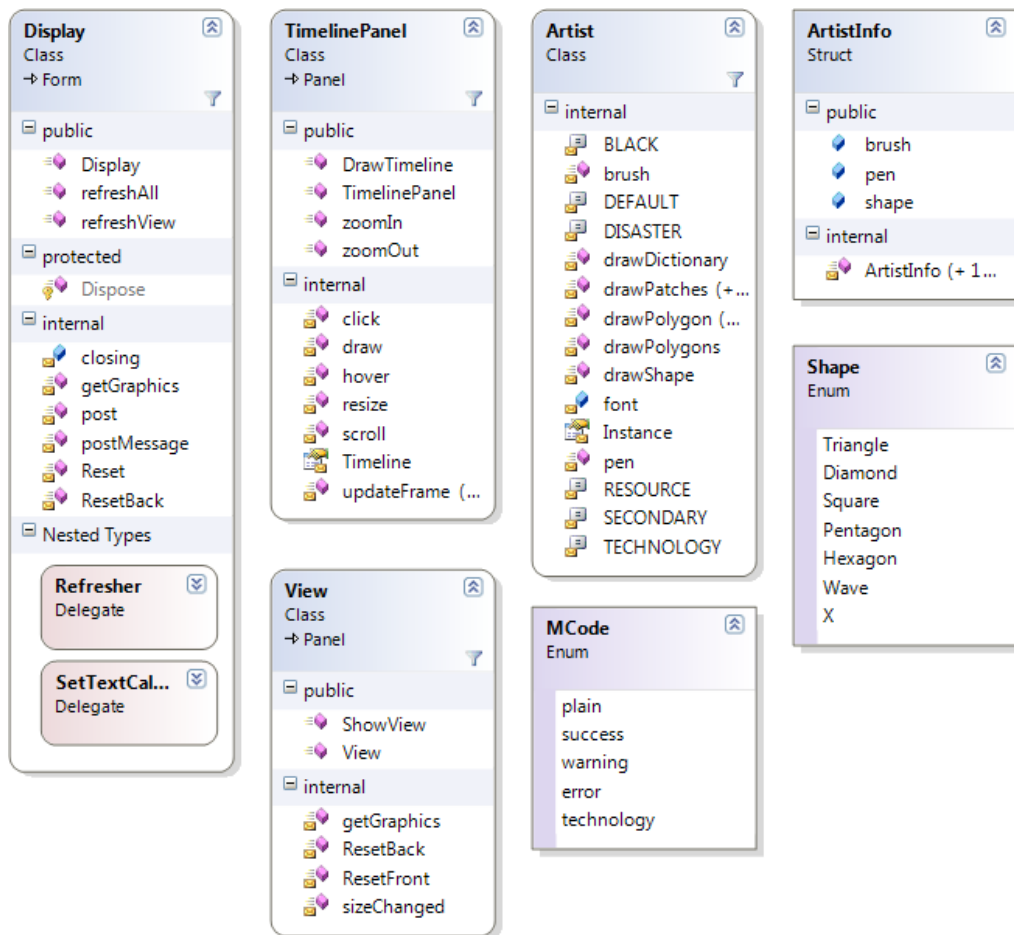 Display
Class
Form
public
Display
refreshAll
refreshView
protected
Dispose
internal
closing
getGraphics
post
postMessage
Reset
ResetBack
Nested Types
Refresher
Delegate
SetTextCal...
Delegate
TimelinePanel
Class
Panel
public
DrawTimeline
TimelinePanel
zoomIn
zoomOut
internal
click
draw
hover
resize
scroll
Timeline
updateFrame (...
View
Class
Panel
public
ShowView
View
internal
getGraphics
ResetBack
ResetFront
sizeChanged
Artist
Class
internal
BLACK
brush
DEFAULT
DISASTER
drawDictionary
drawPatches (+...
drawPolygon (...
drawPolygons
drawShape
font
Instance
pen
RESOURCE
SECONDARY
TECHNOLOGY
MCode
Enum
plain
success
warning
error
technology
ArtistInfo
Struct
public
brush
pen
shape
internal
ArtistInfo (+ 1...
Shape
Enum
Triangle
Diamond
Square
Pentagon
Hexagon
Wave
X